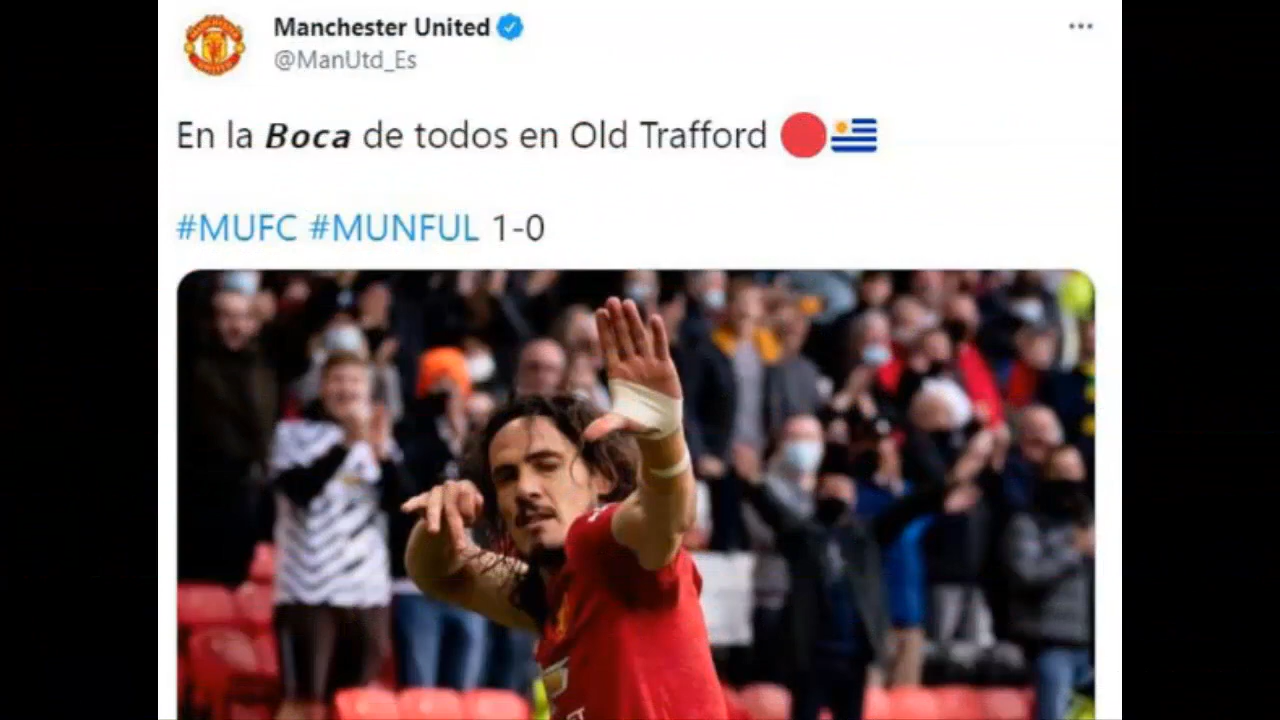 Manchester United
@ManUtd_Es
En la Boca de todos en Old Trafford 🔴🇺🇾
#MUFC #MUNFUL 1-0